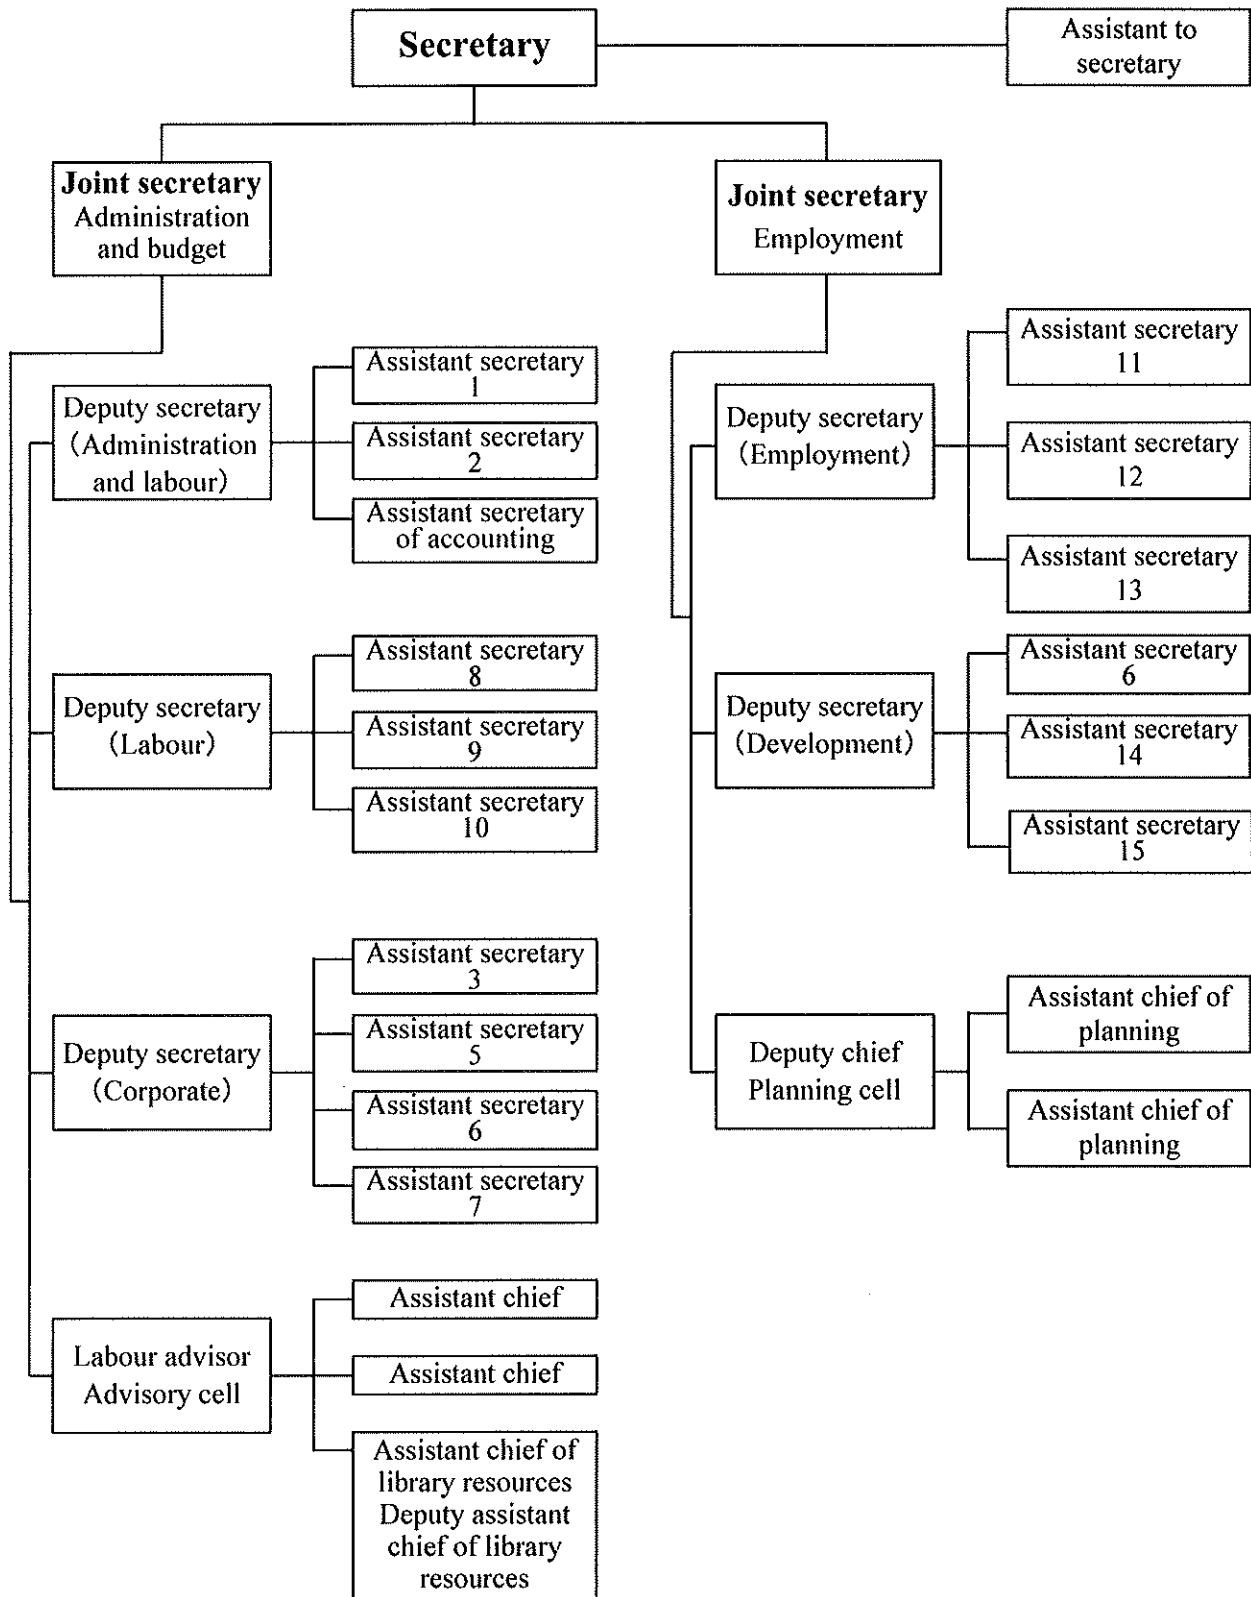 Secretary
Assistant to
secretary
Joint secretary
Administration
and budget
Joint secretary
Employment
Deputy secretary
(Administration
and labour)
Assistant secretary
1
Assistant secretary
2
Assistant secretary
of accounting
Deputy secretary
(Labour)
Assistant secretary
8
Assistant secretary
9
Assistant secretary
10
Deputy secretary
(Corporate)
Assistant secretary
3
Assistant secretary
5
Assistant secretary
6
Assistant secretary
7
Labour advisor
Advisory cell
Assistant chief
Assistant chief
Assistant chief of
library resources
Deputy assistant
chief of library
resources
Deputy secretary
(Employment)
Assistant secretary
11
Assistant secretary
12
Assistant secretary
13
Deputy secretary
(Development)
Assistant secretary
6
Assistant secretary
14
Assistant secretary
15
Deputy chief
Planning cell
Assistant chief of
planning
Assistant chief of
planning